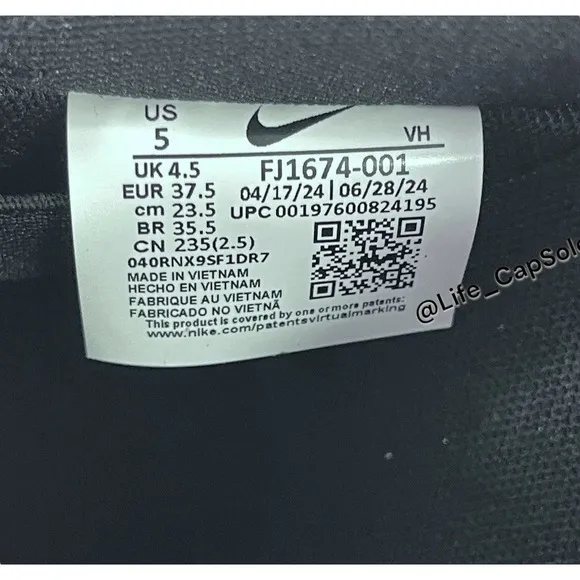 US
5
VH
UK 4.5
FJ1674-001
EUR 37.5
04/17/24 | 06/28/24
cm 23.5
UPC 00197600824195
BR 35.5
CN 235(2.5)
040RNX9SF1DR7
MADE IN VIETNAM
HECHO EN VIETNAM
FABRIQUE AU VIETNAM
FABRICADO NO VIETNÃ
This product is covered by one or more patents:
www.nike.com/patentsvirtualmarking
@Life_CapSole